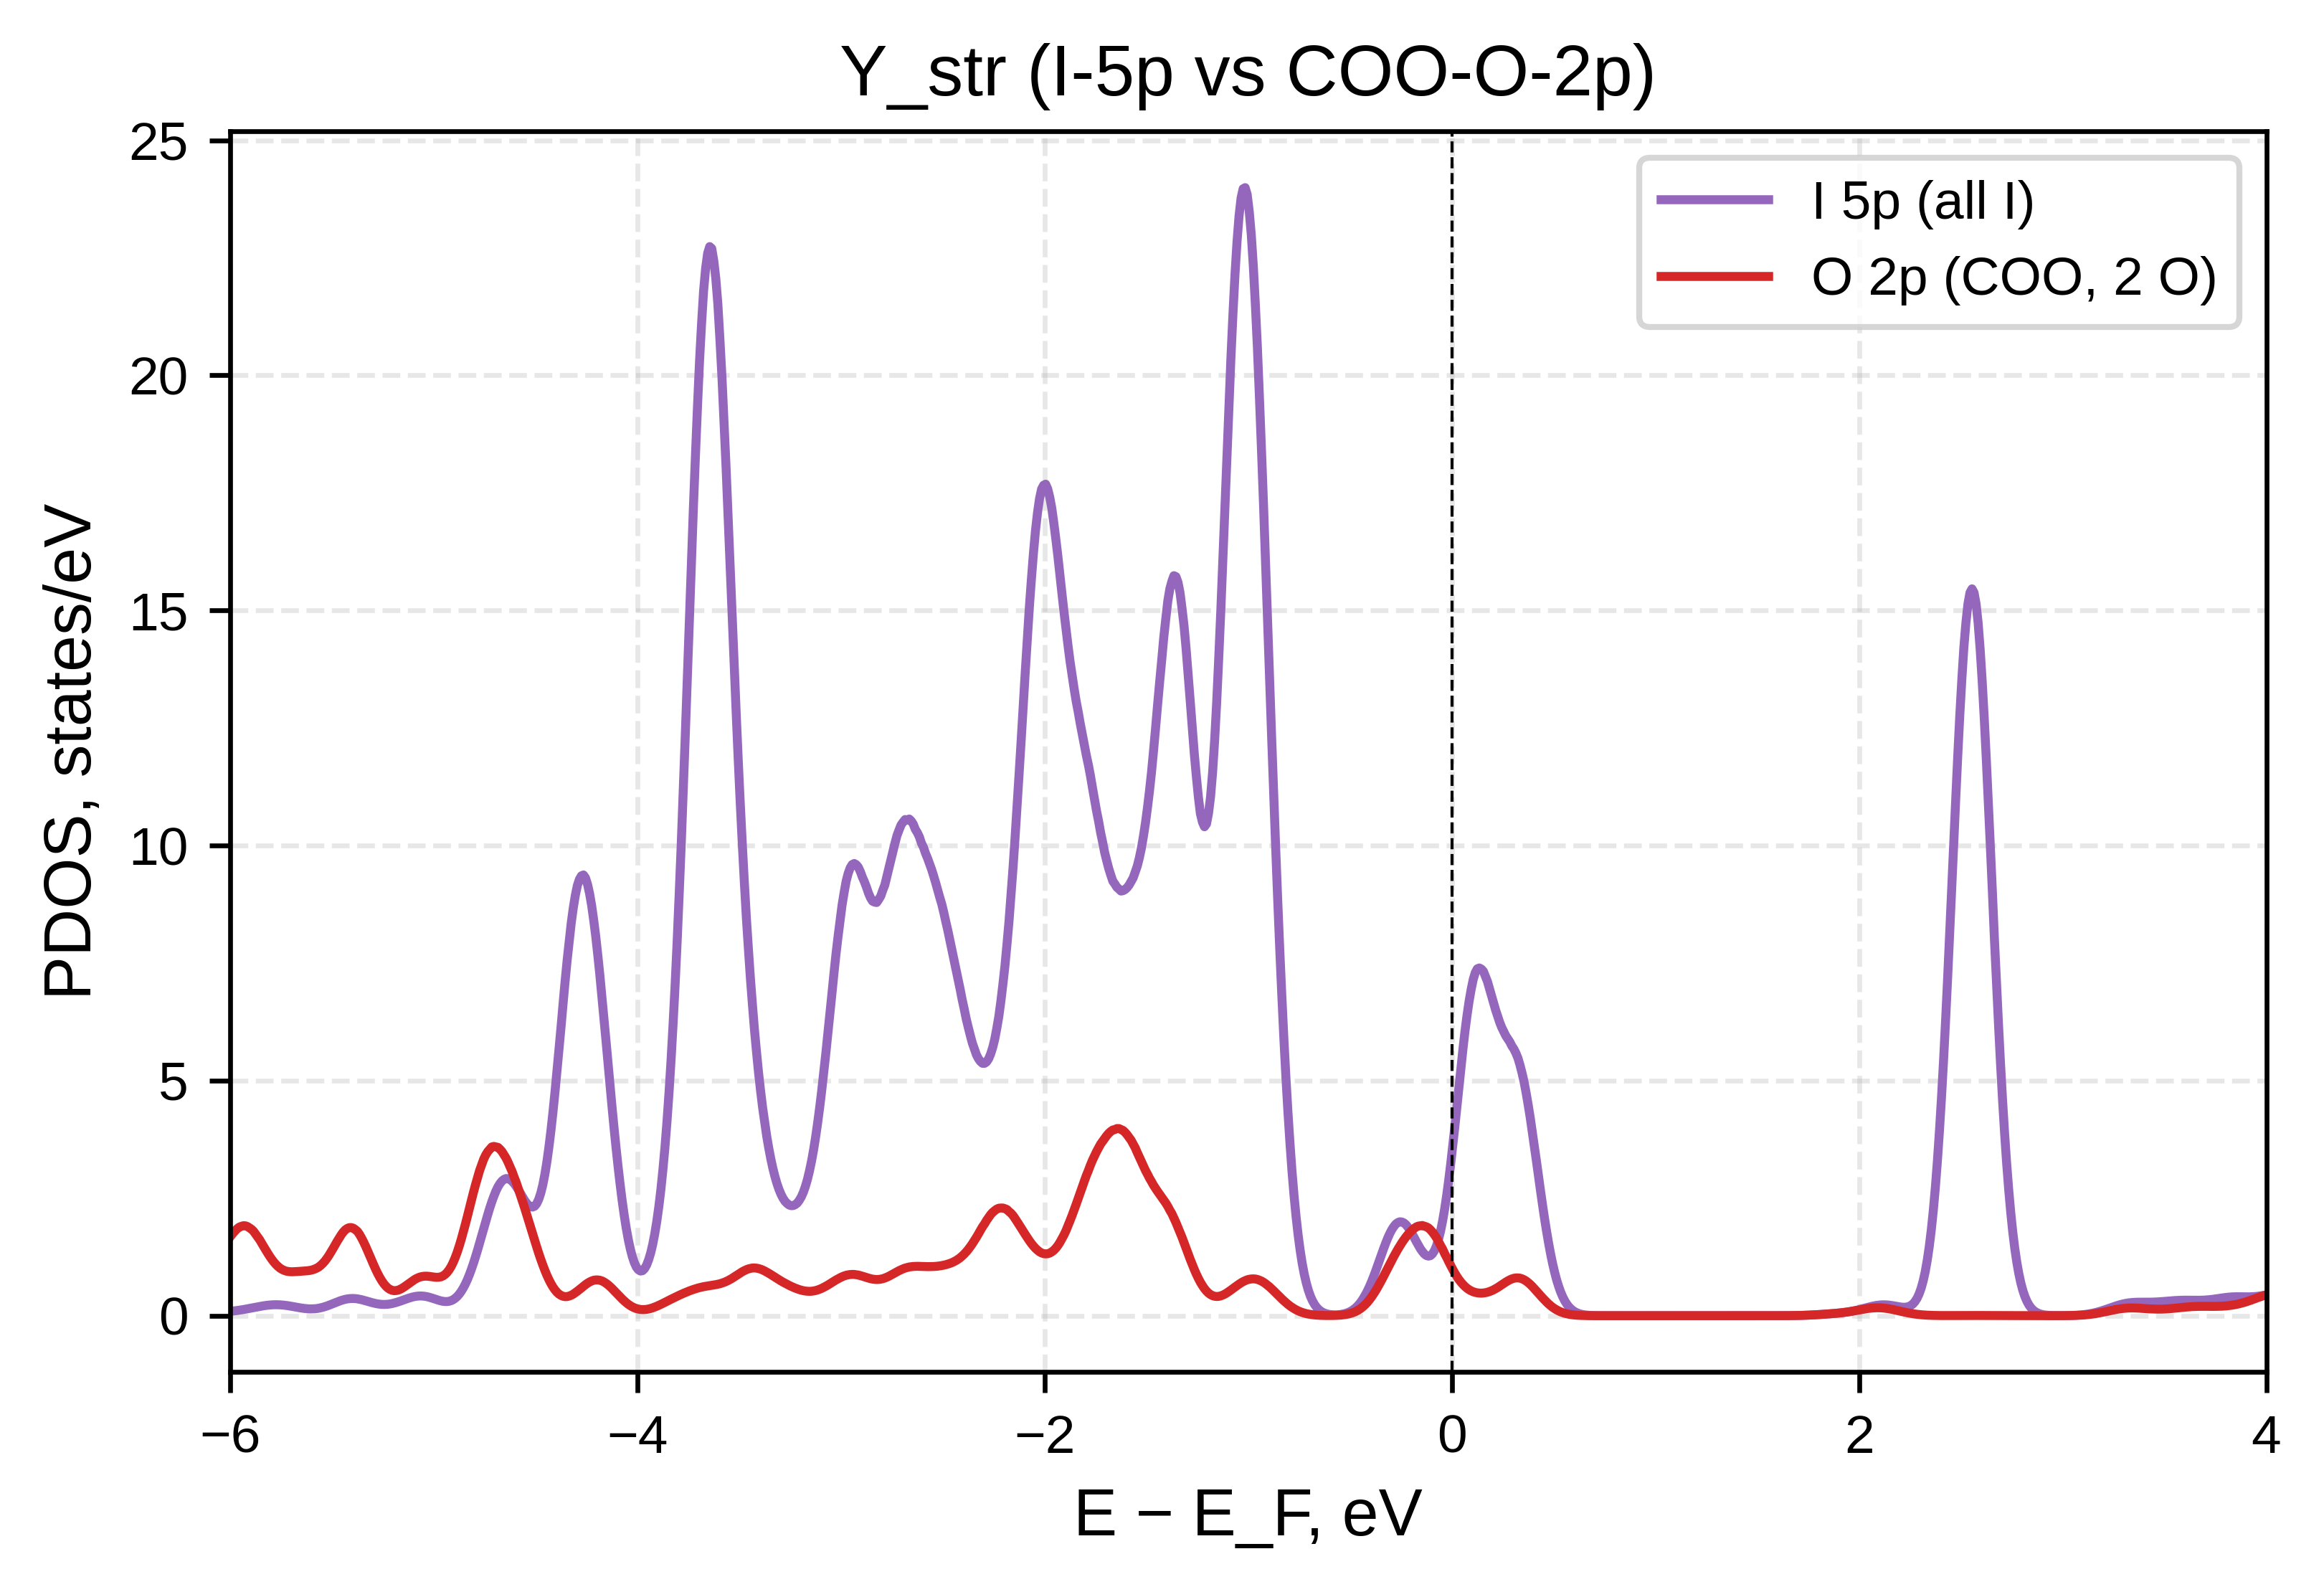 Y_str (I-5p vs COO-O-2p)
25
20
15
10
5
0
PDOS, states/eV
I 5p (all I)
O 2p (COO, 2 O)
−6
−4
−2
0
2
4
E − E_F, eV